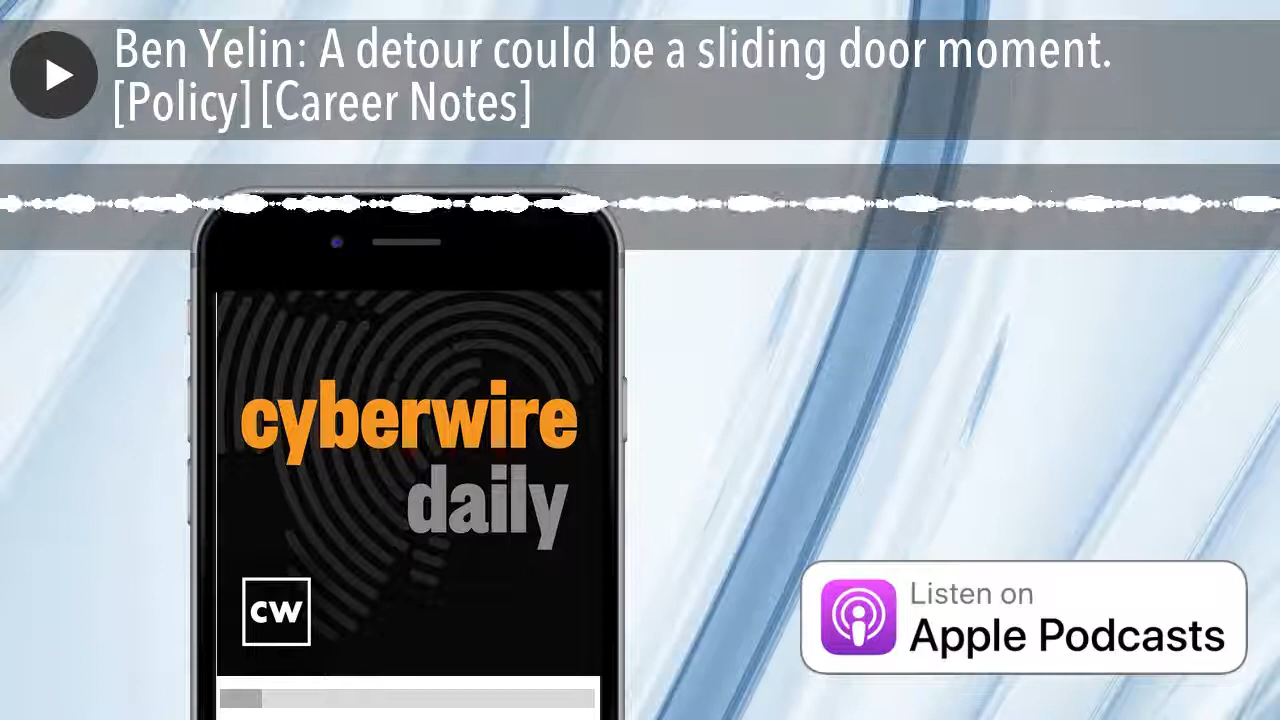 Ben Yelin: A detour could be a sliding door moment.
[Policy] [Career Notes]
cyberwire
daily
CW
Listen on
Apple Podcasts